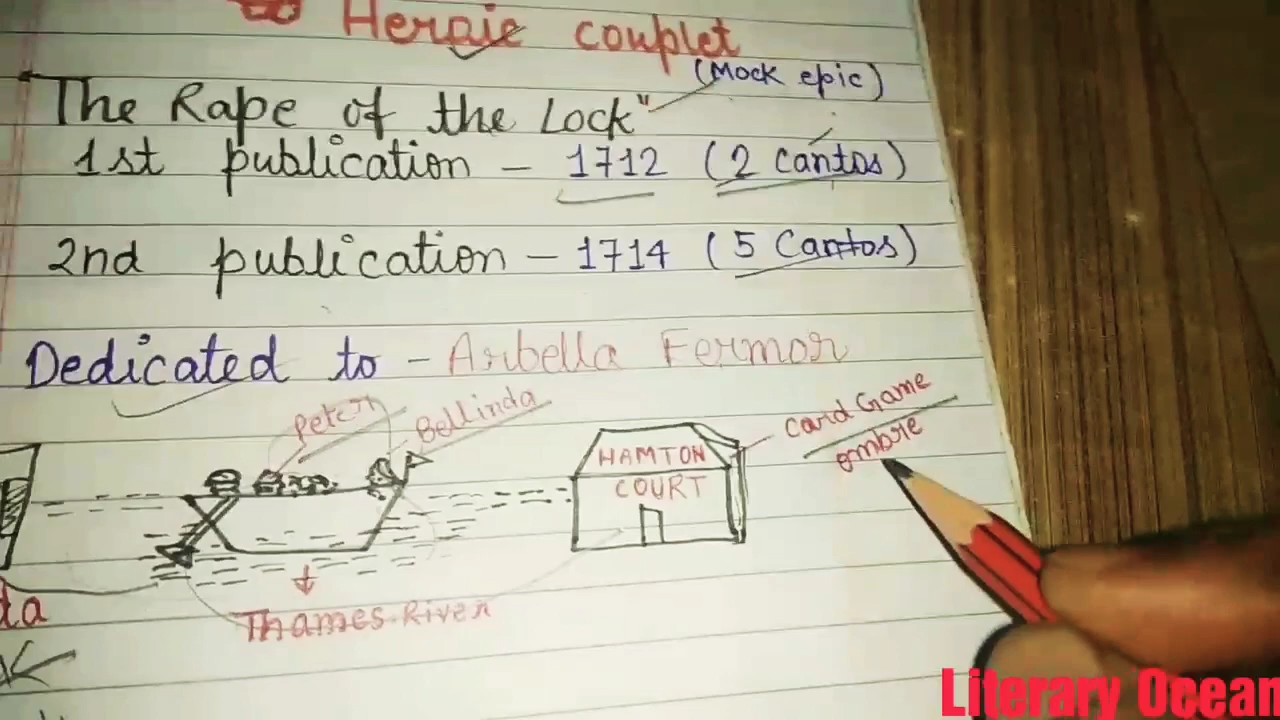 Heroic couplet
(Mock epic)
The Rape of the Lock"
1st publication - 1712 (2 cantos)
2nd publication - 1714 (5 Cantos)
Dedicated to - Arbella Fermor
Peter
Bellinda
Card Game
ombre
HAMTON
COURT
Thames River
ta
Literary Ocean